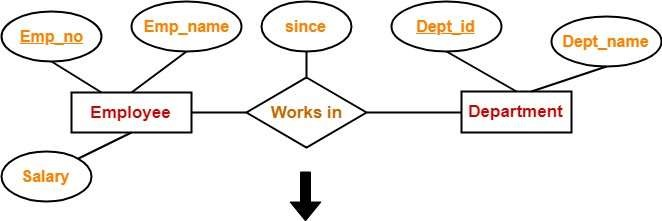 Emp_no
Emp_name
since
Dept_id
Dept_name
Employee
Works in
Department
Salary